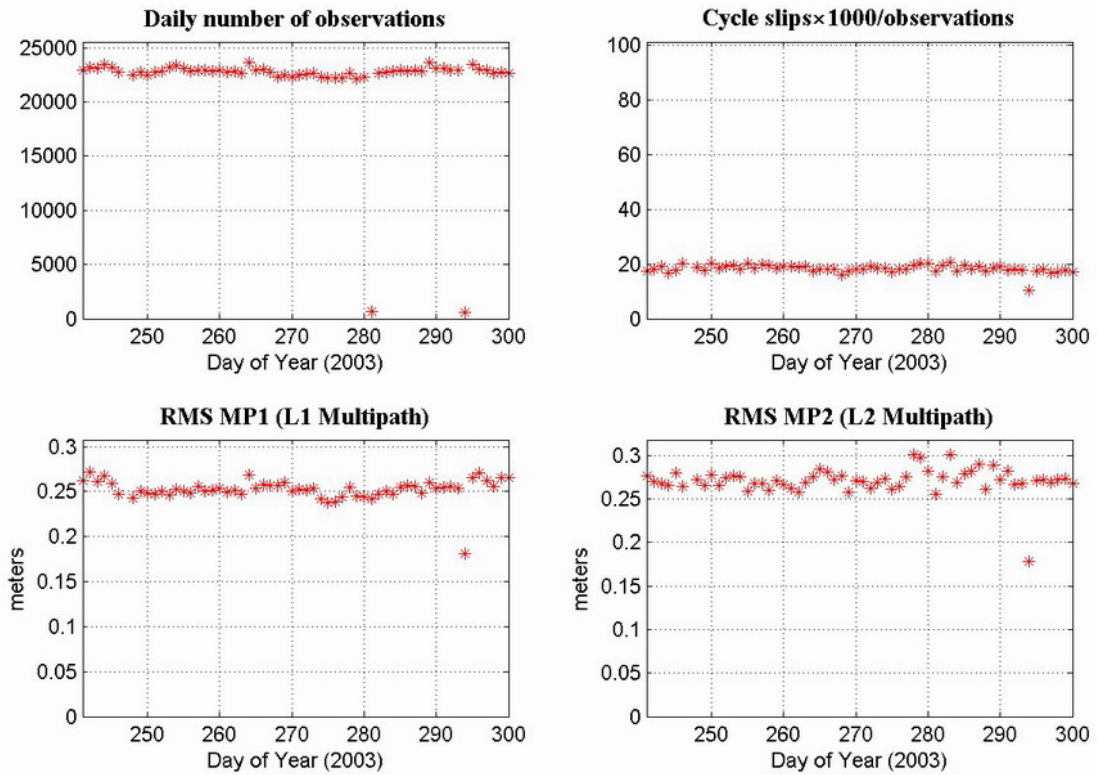 Daily number of observations
25000
20000
15000
10000
5000
0
250 260 270 280 290 300
Day of Year (2003)
Cycle slips×1000/observations
100
80
60
40
20
0
250 260 270 280 290 300
Day of Year (2003)
RMS MP1 (L1 Multipath)
meters
0.3
0.25
0.2
0.15
0.1
0.05
0
250 260 270 280 290 300
Day of Year (2003)
RMS MP2 (L2 Multipath)
meters
0.3
0.25
0.2
0.15
0.1
0.05
0
250 260 270 280 290 300
Day of Year (2003)